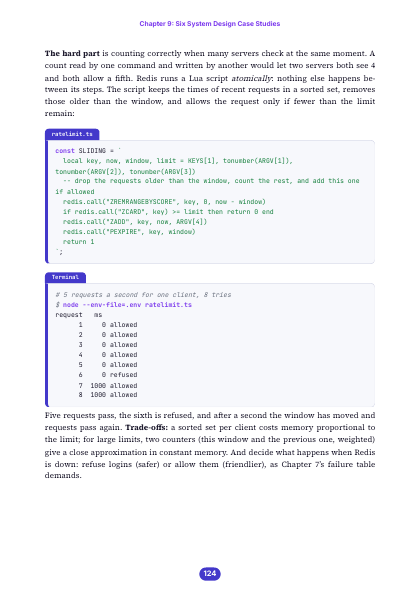 Chapter 9: Six System Design Case Studies
The hard part is counting correctly when many servers check at the same moment. A
count read by one command and written by another would let two servers both see 4
and both allow a fifth. Redis runs a Lua script atomically: nothing else happens be-
tween its steps. The script keeps the times of recent requests in a sorted set, removes
those older than the window, and allows the request only if fewer than the limit
remain:
ratelimit.ts
const SLIDING = `
local key, now, window, limit = KEYS[1], tonumber(ARGV[1]),
tonumber(ARGV[2]), tonumber(ARGV[3])
-- drop the requests older than the window, count the rest, and add this one
if allowed
redis.call("ZREMRANGEBYSCORE", key, 0, now - window)
if redis.call("ZCARD", key) >= limit then return 0 end
redis.call("ZADD", key, now, ARGV[4])
redis.call("PEXPIRE", key, window)
return 1
`;
Terminal
# 5 requests a second for one client, 8 tries
$ node --env-file=.env ratelimit.ts
request ms
1 0 allowed
2 0 allowed
3 0 allowed
4 0 allowed
5 0 allowed
6 0 refused
7 1000 allowed
8 1000 allowed
Five requests pass, the sixth is refused, and after a second the window has moved and
requests pass again. Trade-offs: a sorted set per client costs memory proportional to
the limit; for large limits, two counters (this window and the previous one, weighted)
give a close approximation in constant memory. And decide what happens when Redis
is down: refuse logins (safer) or allow them (friendlier), as Chapter 7's failure table
demands.
124